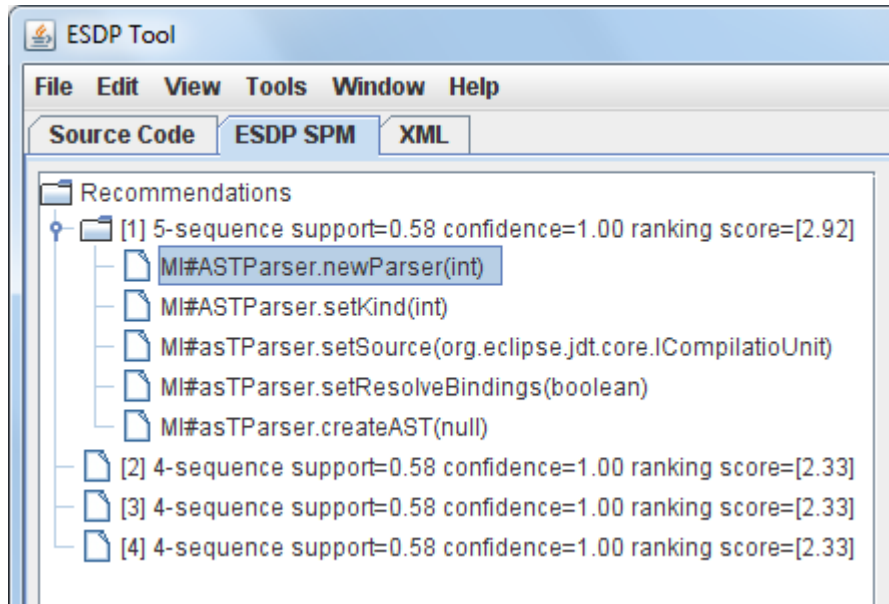 ESDP Tool
File Edit View Tools Window Help
Source Code ESDP SPM XML
Recommendations
[1] 5-sequence support=0.58 confidence=1.00 ranking score=[2.92]
MI#ASTParser.newParser(int)
MI#ASTParser.setKind(int)
MI#asTParser.setSource(org.eclipse.jdt.core.ICompilatioUnit)
MI#asTParser.setResolveBindings(boolean)
MI#asTParser.createAST(null)
[2] 4-sequence support=0.58 confidence=1.00 ranking score=[2.33]
[3] 4-sequence support=0.58 confidence=1.00 ranking score=[2.33]
[4] 4-sequence support=0.58 confidence=1.00 ranking score=[2.33]